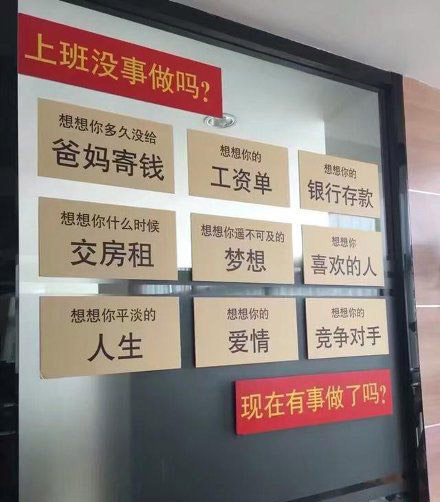 上班没事做吗?
想想你多久没给
爸妈寄钱
想想你的
工资单
想想你的
银行存款
想想你什么时候
交房租
想想你遥不可及的
梦想
想想你
喜欢的人
想想你平淡的
人生
想想你的
爱情
想想你的
竞争对手
现在有事做了吗?